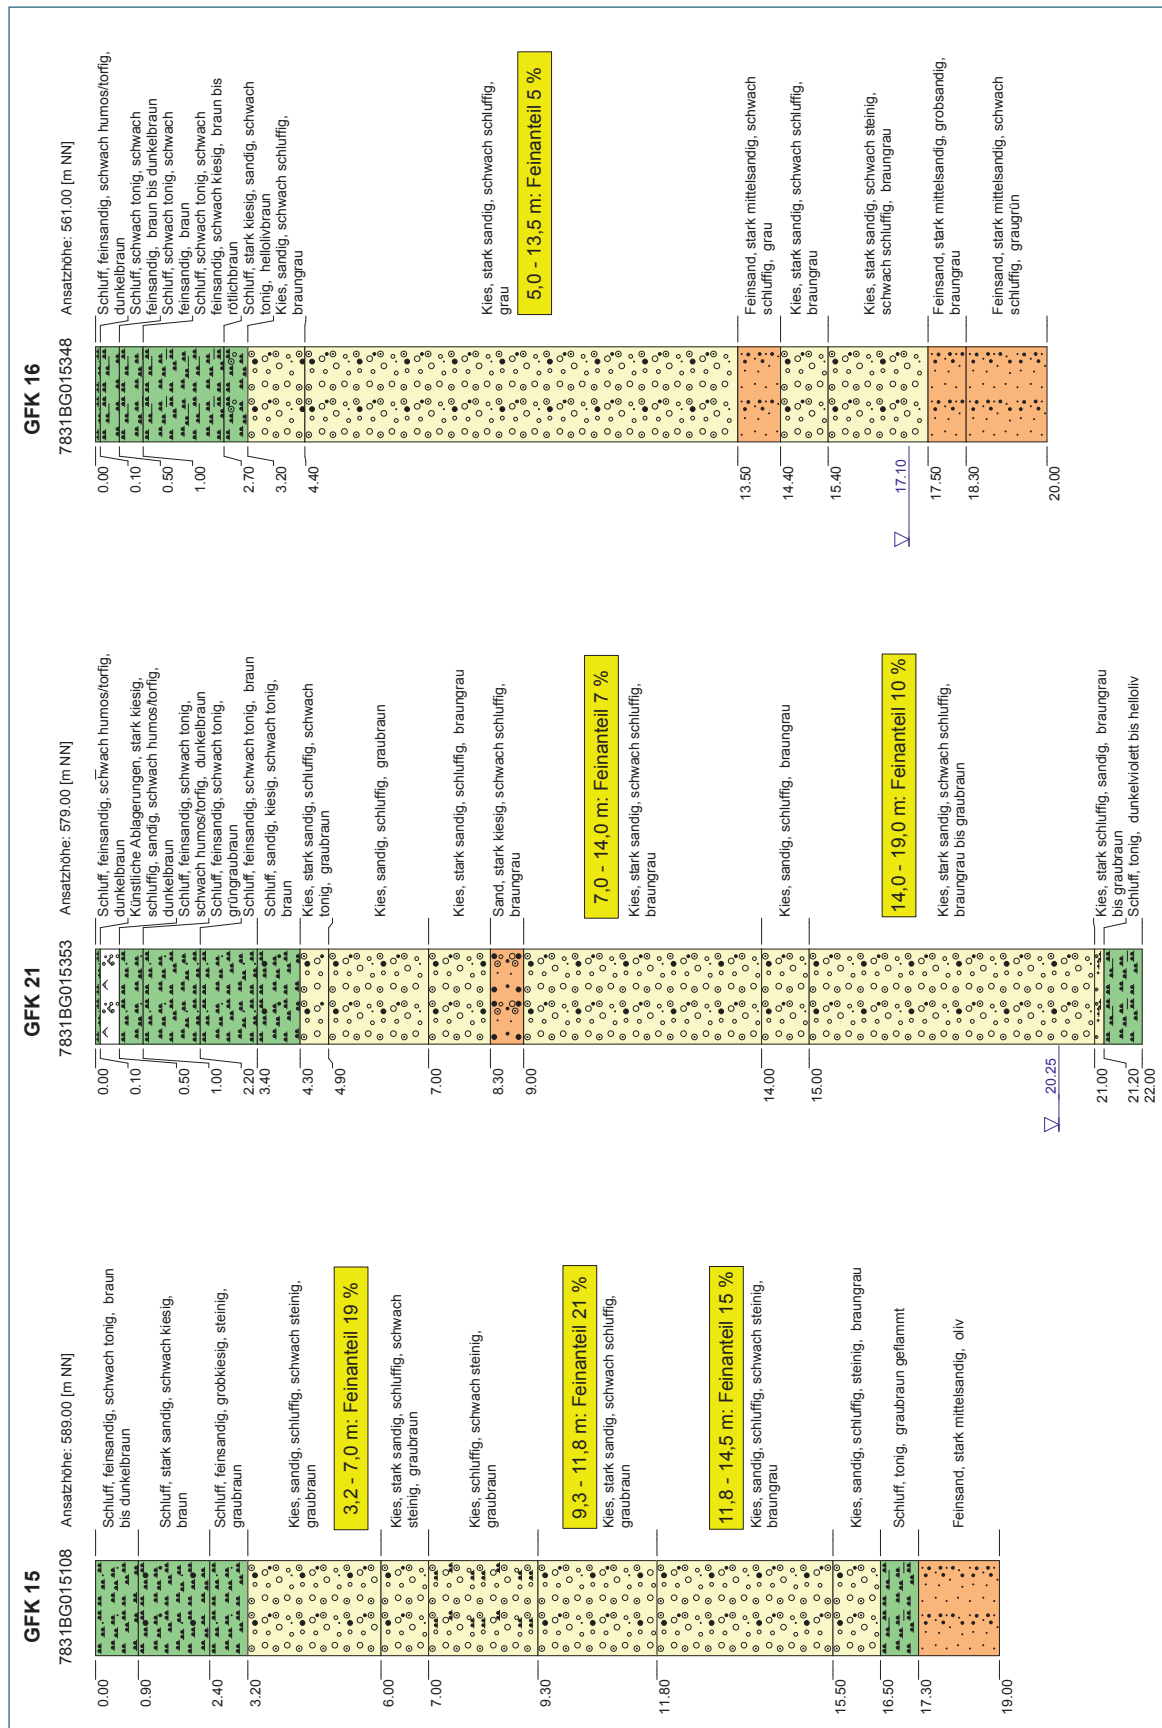 GFK 15
7831BG015108
Ansatzhöhe: 589.00 [m NN]
0.00
0.90
2.40
3.20
6.00
7.00
9.30
11.80
15.50
16.50
17.30
19.00
Schluff, feinsandig, schwach tonig, braun
bis dunkelbraun
Schluff, stark sandig, schwach kiesig,
braun
Schluff, feinsandig, grobkiesig, steinig,
graubraun
Kies, sandig, schluffig, schwach steinig,
graubraun
3,2 - 7,0 m: Feinanteil 19 %
Kies, stark sandig, schluffig, schwach
steinig, graubraun
Kies, schluffig, schwach steinig,
graubraun
9,3 - 11,8 m: Feinanteil 21 %
Kies, stark sandig, schwach schluffig,
graubraun
11,8 - 14,5 m: Feinanteil 15 %
Kies, sandig, schluffig, schwach steinig,
braungrau
Kies, sandig, schluffig, steinig, braungrau
Schluff, tonig, graubraun geflammt
Feinsand, stark mittelsandig, oliv
GFK 21
7831BG015353
Ansatzhöhe: 579.00 [m NN]
0.00
0.10
0.50
1.00
2.20
3.40
4.30
4.90
7.00
8.30
9.00
14.00
15.00
20.25
21.00
21.20
22.00
Schluff, feinsandig, schwach humos/torfig,
dunkelbraun
Künstliche Ablagerungen, stark kiesig,
schluffig, sandig, schwach humos/torfig,
dunkelbraun
Schluff, feinsandig, schwach tonig,
schwach humos/torfig, dunkelbraun
Schluff, feinsandig, schwach tonig,
grüngraubraun
Schluff, feinsandig, schwach tonig, braun
Schluff, sandig, kiesig, schwach tonig,
braun
Kies, stark sandig, schluffig, schwach
tonig, graubraun
Kies, sandig, schluffig, graubraun
Kies, stark sandig, schluffig, braungrau
Sand, stark kiesig, schwach schluffig,
braungrau
7,0 - 14,0 m: Feinanteil 7 %
Kies, stark sandig, schwach schluffig,
braungrau
Kies, sandig, schluffig, braungrau
14,0 - 19,0 m: Feinanteil 10 %
Kies, stark sandig, schwach schluffig,
braungrau bis graubraun
Kies, stark schluffig, sandig, braungrau
bis graubraun
Schluff, tonig, dunkelviolett bis helloliv
GFK 16
7831BG015348
Ansatzhöhe: 561.00 [m NN]
0.00
0.10
0.50
1.00
2.70
3.20
4.40
13.50
14.40
15.40
17.10
17.50
18.30
20.00
Schluff, feinsandig, schwach humos/torfig,
dunkelbraun
Schluff, schwach tonig, schwach
feinsandig, braun bis dunkelbraun
Schluff, schwach tonig, schwach
feinsandig, braun
Schluff, schwach tonig, schwach
feinsandig, schwach kiesig, braun bis
rötlichbraun
Schluff, stark kiesig, sandig, schwach
tonig, hellolivbraun
Kies, sandig, schwach schluffig,
braungrau
Kies, stark sandig, schwach schluffig,
grau
5,0 - 13,5 m: Feinanteil 5 %
Feinsand, stark mittelsandig, schwach
schluffig, grau
Kies, stark sandig, schwach schluffig,
braungrau
Kies, stark sandig, schwach steinig,
schwach schluffig, braungrau
Feinsand, stark mittelsandig, grobsandig,
braungrau
Feinsand, stark mittelsandig, schwach
schluffig, graugrün